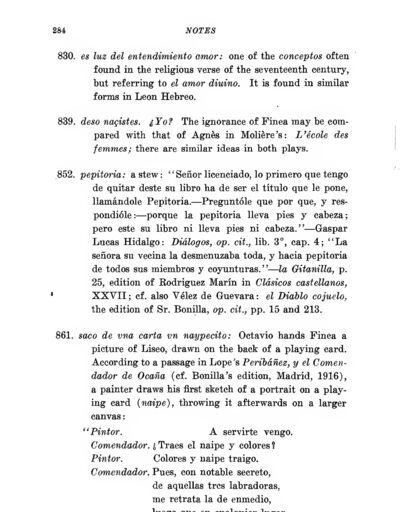 284 NOTES
830. es luz del entendimiento amor: one of the conceptos often
found in the religious verse of the seventeenth century,
but referring to el amor diuino. It is found in similar
forms in Leon Hebreo.
839. deso naçistes. ¿Yo? The ignorance of Finea may be com-
pared with that of Agnès in Molière's: L'école des
femmes; there are similar ideas in both plays.
852. pepitoria: a stew: "Señor licenciado, lo primero que tengo
de quitar deste su libro ha de ser el título que le pone,
llamándole Pepitoria.—Preguntóle que por que, y res-
pondióle:—porque la pepitoria lleva pies y cabeza;
pero este su libro ni lleva pies ni cabeza."—Gaspar
Lucas Hidalgo: Diálogos, op. cit., lib. 3°, cap. 4; "La
señora su vecina la desmenuzaba toda, y hacia pepitoria
de todos sus miembros y coyunturas."—la Gitanilla, p.
25, edition of Rodriguez Marín in Clásicos castellanos,
XXVII; cf. also Vélez de Guevara: el Diablo cojuelo,
the edition of Sr. Bonilla, op. cit., pp. 15 and 213.
861. saco de vna carta vn naypecito: Octavio hands Finea a
picture of Liseo, drawn on the back of a playing card.
According to a passage in Lope's Peribáñez, y el Comen-
dador de Ocaña (cf. Bonilla's edition, Madrid, 1916),
a painter draws his first sketch of a portrait on a play-
ing card (naipe), throwing it afterwards on a larger
canvas:
"Pintor. A servirte vengo.
Comendador. ¿Traes el naipe y colores?
Pintor. Colores y naipe traigo.
Comendador. Pues, con notable secreto,
de aquellas tres labradoras,
me retrata la de enmedio,